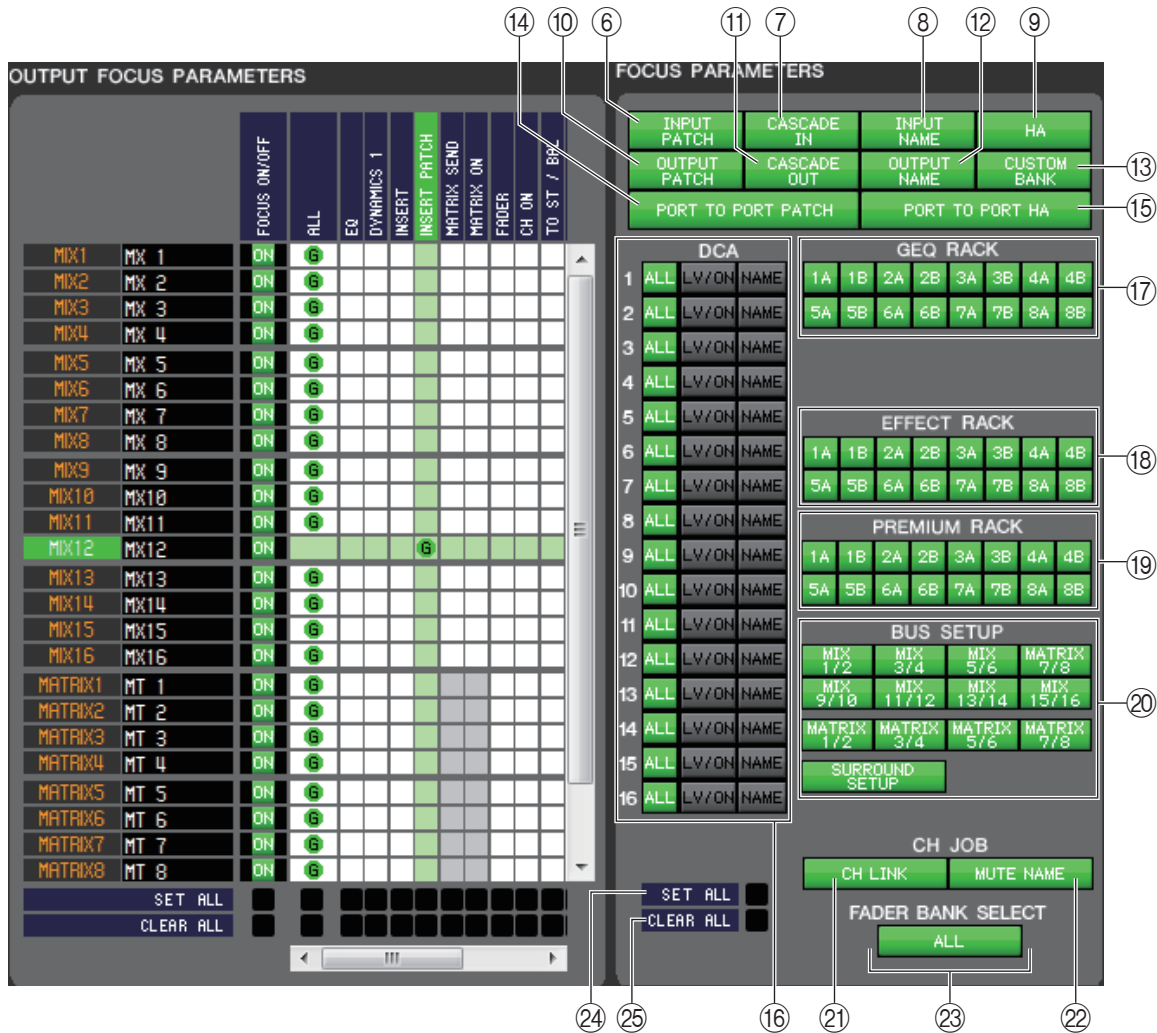 ⑭ ⑩ ⑥ ⑪ ⑦ ⑧ ⑫ ⑨
OUTPUT FOCUS PARAMETERS
FOCUS ON/OFF
ALL
EQ
DYNAMICS 1
INSERT
INSERT PATCH
MATRIX SEND
MATRIX ON
FADER
CH ON
TO ST / BAL
MIX1 MX 1 ON G
MIX2 MX 2 ON G
MIX3 MX 3 ON G
MIX4 MX 4 ON G
MIX5 MX 5 ON G
MIX6 MX 6 ON G
MIX7 MX 7 ON G
MIX8 MX 8 ON G
MIX9 MX 9 ON G
MIX10 MX10 ON G
MIX11 MX11 ON G
MIX12 MX12 ON G
MIX13 MX13 ON G
MIX14 MX14 ON G
MIX15 MX15 ON G
MIX16 MX16 ON G
MATRIX1 MT 1 ON G
MATRIX2 MT 2 ON G
MATRIX3 MT 3 ON G
MATRIX4 MT 4 ON G
MATRIX5 MT 5 ON G
MATRIX6 MT 6 ON G
MATRIX7 MT 7 ON G
MATRIX8 MT 8 ON G
SET ALL
CLEAR ALL
FOCUS PARAMETERS
INPUT PATCH
CASCADE IN
INPUT NAME
HA
OUTPUT PATCH
CASCADE OUT
OUTPUT NAME
CUSTOM BANK
⑬
PORT TO PORT PATCH
PORT TO PORT HA
⑮
DCA
1 ALL LV/ON NAME
2 ALL LV/ON NAME
3 ALL LV/ON NAME
4 ALL LV/ON NAME
5 ALL LV/ON NAME
6 ALL LV/ON NAME
7 ALL LV/ON NAME
8 ALL LV/ON NAME
9 ALL LV/ON NAME
10 ALL LV/ON NAME
11 ALL LV/ON NAME
12 ALL LV/ON NAME
13 ALL LV/ON NAME
14 ALL LV/ON NAME
15 ALL LV/ON NAME
16 ALL LV/ON NAME
SET ALL
CLEAR ALL
GEQ RACK
1A 1B 2A 2B 3A 3B 4A 4B
5A 5B 6A 6B 7A 7B 8A 8B
⑰
EFFECT RACK
1A 1B 2A 2B 3A 3B 4A 4B
5A 5B 6A 6B 7A 7B 8A 8B
⑱
PREMIUM RACK
1A 1B 2A 2B 3A 3B 4A 4B
5A 5B 6A 6B 7A 7B 8A 8B
⑲
BUS SETUP
MIX 1/2
MIX 3/4
MIX 5/6
MATRIX 7/8
MIX 9/10
MIX 11/12
MIX 13/14
MIX 15/16
MATRIX 1/2
MATRIX 3/4
MATRIX 5/6
MATRIX 7/8
SURROUND SETUP
⑳
CH JOB
CH LINK
MUTE NAME
FADER BANK SELECT
ALL
㉔ ㉕ ⑯ ㉑ ㉓ ㉒